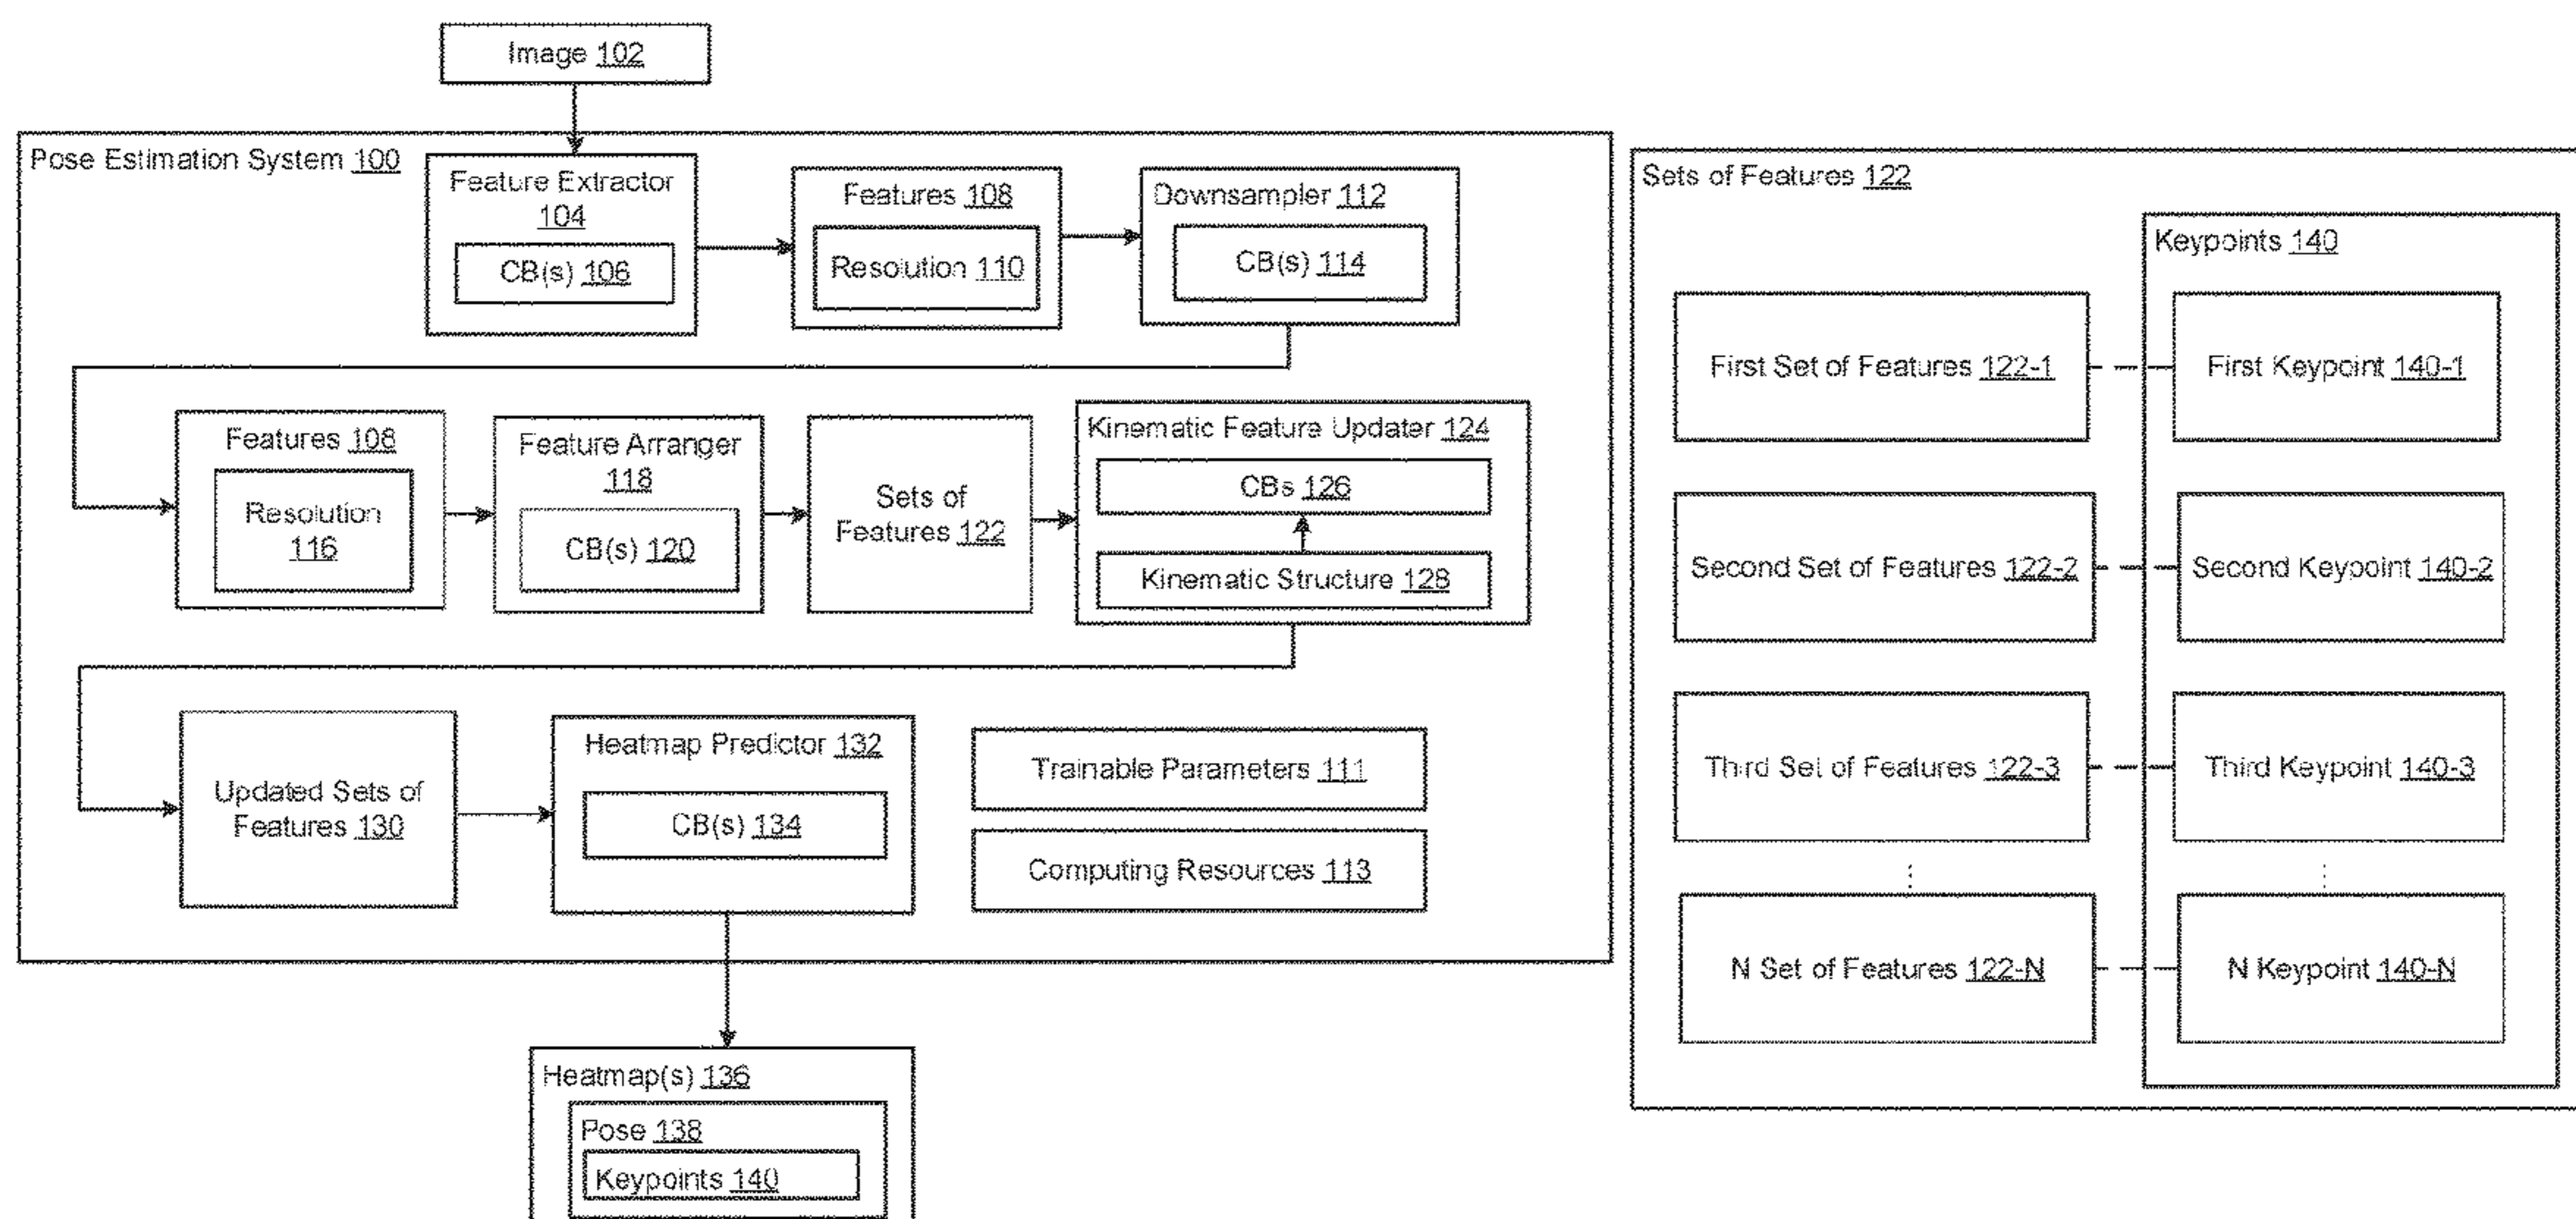 Image 102
Pose Estimation System 100
Feature Extractor
104
CB(s) 106
Features 108
Resolution 110
Downsampler 112
CB(s) 114
Features 108
Resolution
116
Feature Arranger
118
CB(s) 120
Sets of
Features 122
Kinematic Feature Updater 124
CBs 126
Kinematic Structure 128
Updated Sets of
Features 130
Heatmap Predictor 132
CB(s) 134
Trainable Parameters 111
Computing Resources 113
Heatmap(s) 136
Pose 138
Keypoints 140
Sets of Features 122
Keypoints 140
First Set of Features 122-1
First Keypoint 140-1
Second Set of Features 122-2
Second Keypoint 140-2
Third Set of Features 122-3
Third Keypoint 140-3
N Set of Features 122-N
N Keypoint 140-N